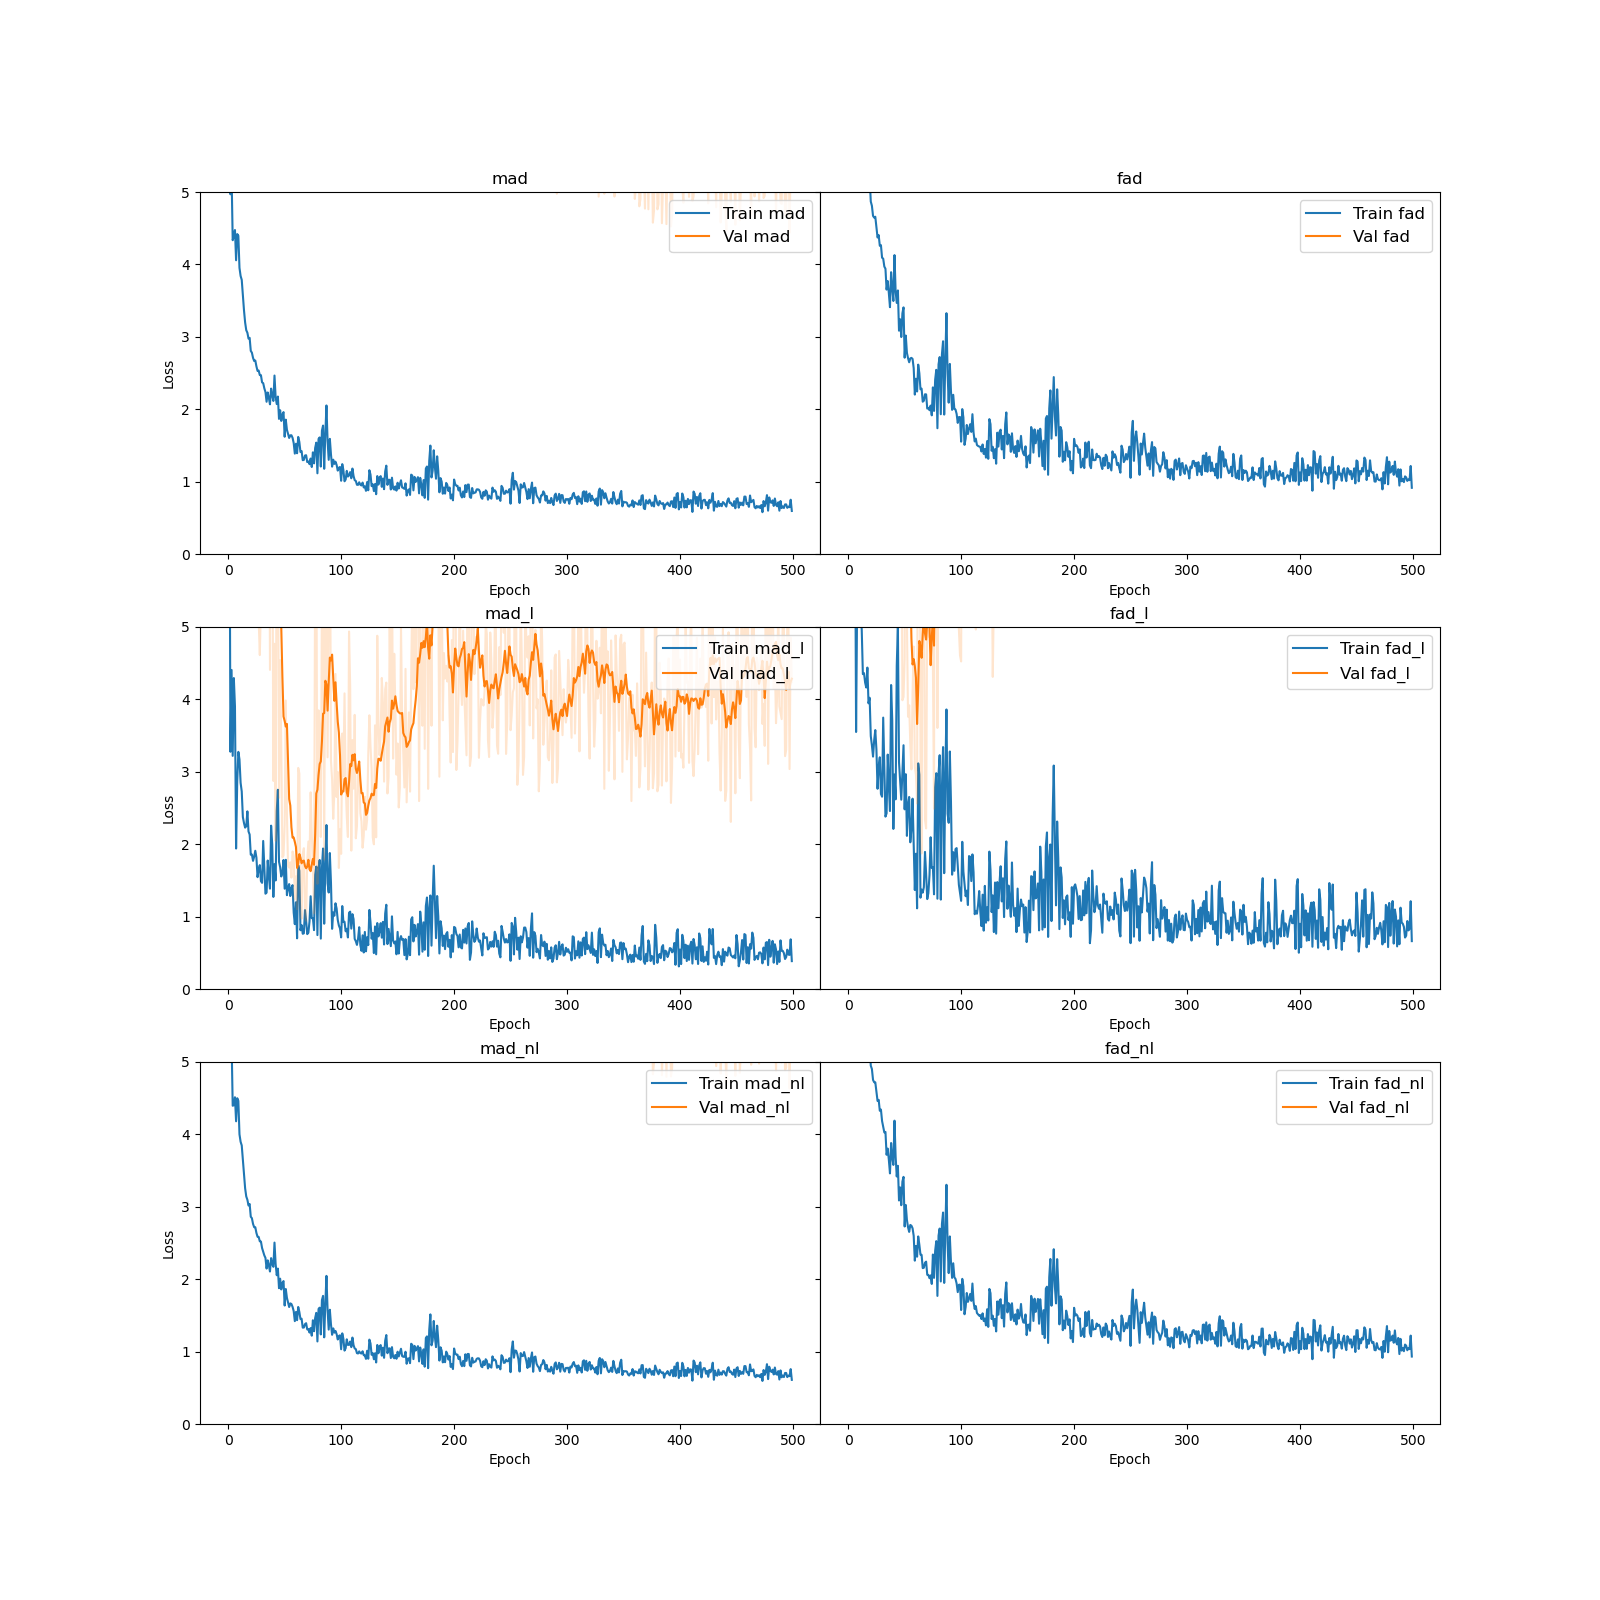 mad
fad
5
4
3
2
1
0
Loss
Train mad
Val mad
Train fad
Val fad
0 100 200 300 400 500
0 100 200 300 400 500
Epoch
Epoch
mad_l
fad_l
5
4
3
2
1
0
Loss
Train mad_l
Val mad_l
Train fad_l
Val fad_l
0 100 200 300 400 500
0 100 200 300 400 500
Epoch
Epoch
mad_nl
fad_nl
5
4
3
2
1
0
Loss
Train mad_nl
Val mad_nl
Train fad_nl
Val fad_nl
0 100 200 300 400 500
0 100 200 300 400 500
Epoch
Epoch